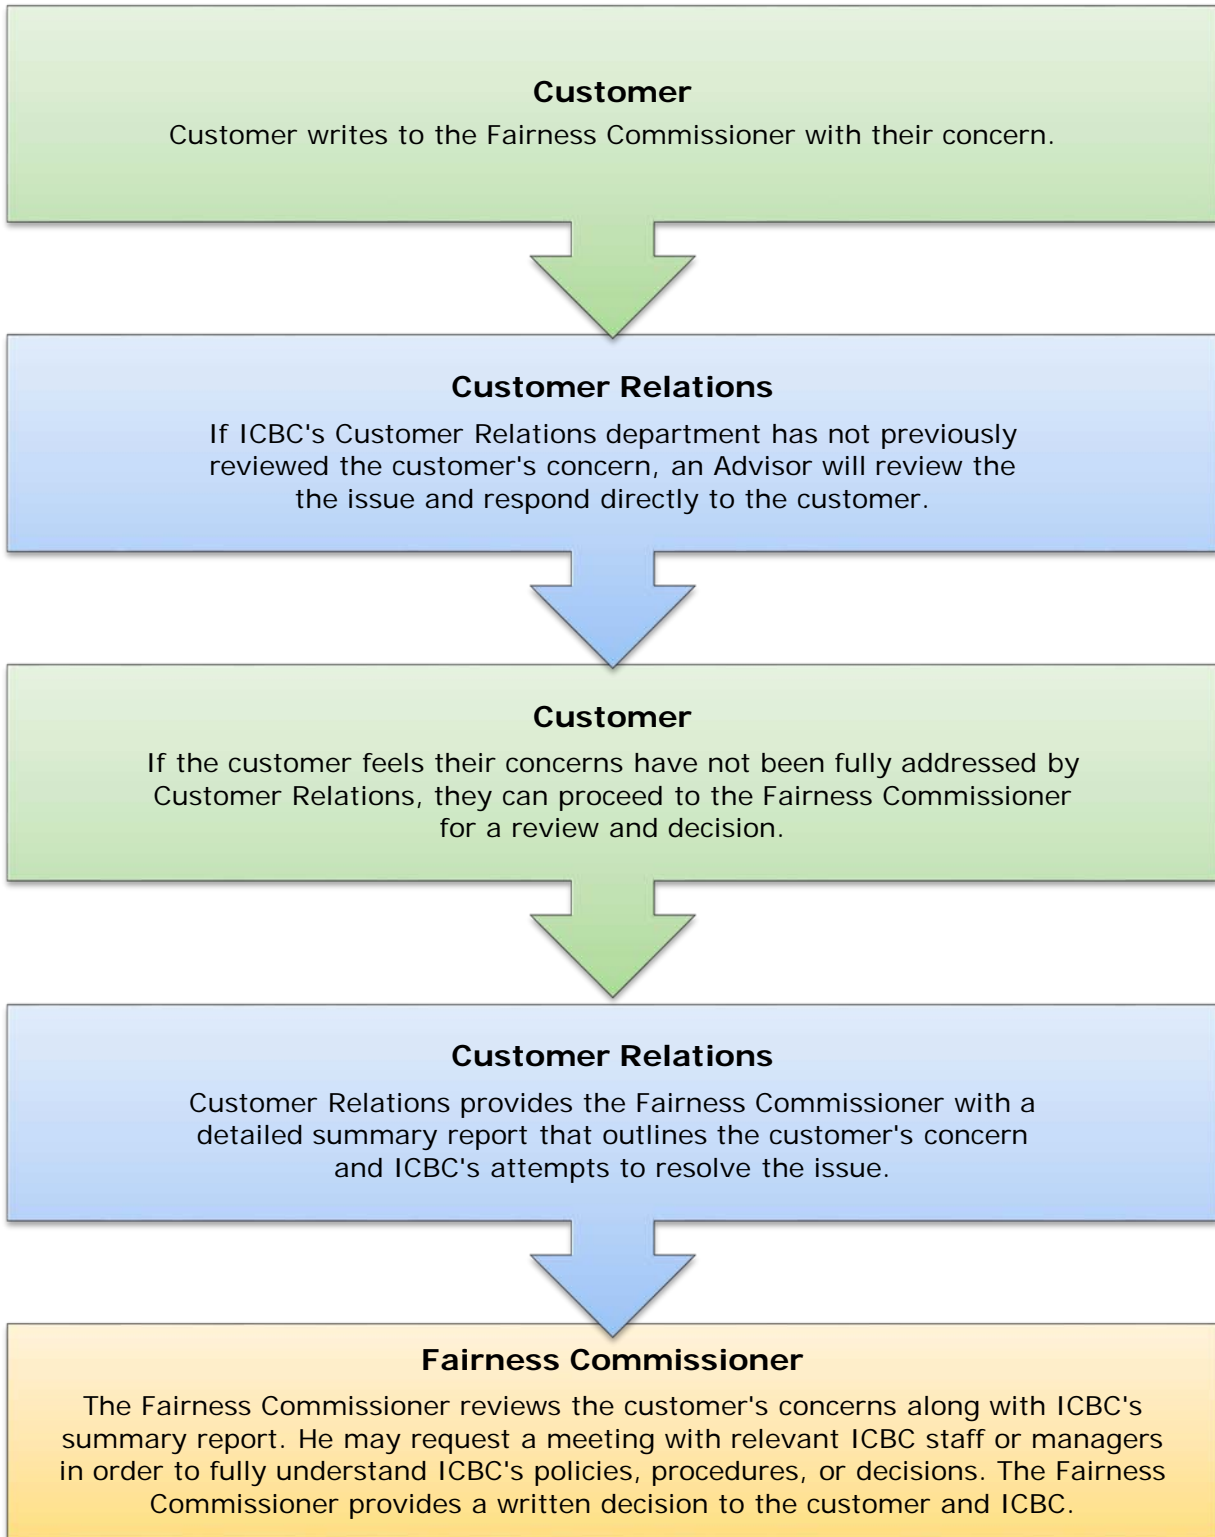 Customer
Customer writes to the Fairness Commissioner with their concern.
Customer Relations
If ICBC's Customer Relations department has not previously
reviewed the customer's concern, an Advisor will review the
the issue and respond directly to the customer.
Customer
If the customer feels their concerns have not been fully addressed by
Customer Relations, they can proceed to the Fairness Commissioner
for a review and decision.
Customer Relations
Customer Relations provides the Fairness Commissioner with a
detailed summary report that outlines the customer's concern
and ICBC's attempts to resolve the issue.
Fairness Commissioner
The Fairness Commissioner reviews the customer's concerns along with ICBC's
summary report. He may request a meeting with relevant ICBC staff or managers
in order to fully understand ICBC's policies, procedures, or decisions. The Fairness
Commissioner provides a written decision to the customer and ICBC.